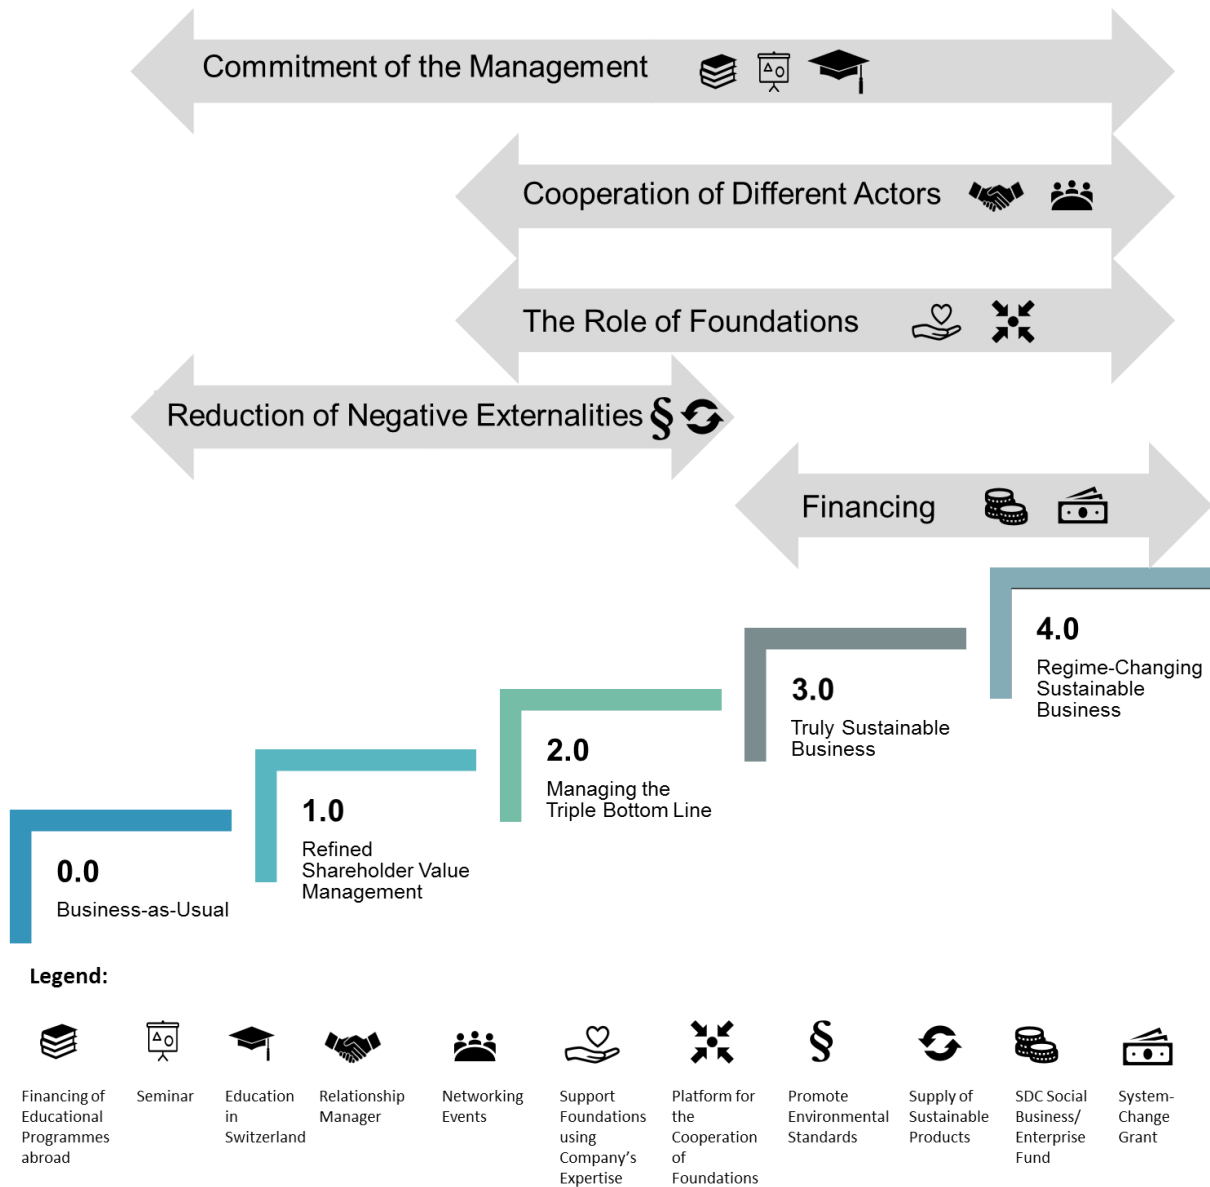 Commitment of the Management
Cooperation of Different Actors
The Role of Foundations
Reduction of Negative Externalities §
Financing
4.0
Regime-Changing
Sustainable
Business
3.0
Truly Sustainable
Business
2.0
Managing the
Triple Bottom Line
1.0
Refined
Shareholder Value
Management
0.0
Business-as-Usual
Legend:
§
Financing of
Educational
Programmes
abroad
Seminar
Education
in
Switzerland
Relationship
Manager
Networking
Events
Support
Foundations
using
Company’s
Expertise
Platform for
the
Cooperation
of
Foundations
Promote
Environmental
Standards
Supply of
Sustainable
Products
SDC Social
Business/
Enterprise
Fund
System-
Change
Grant